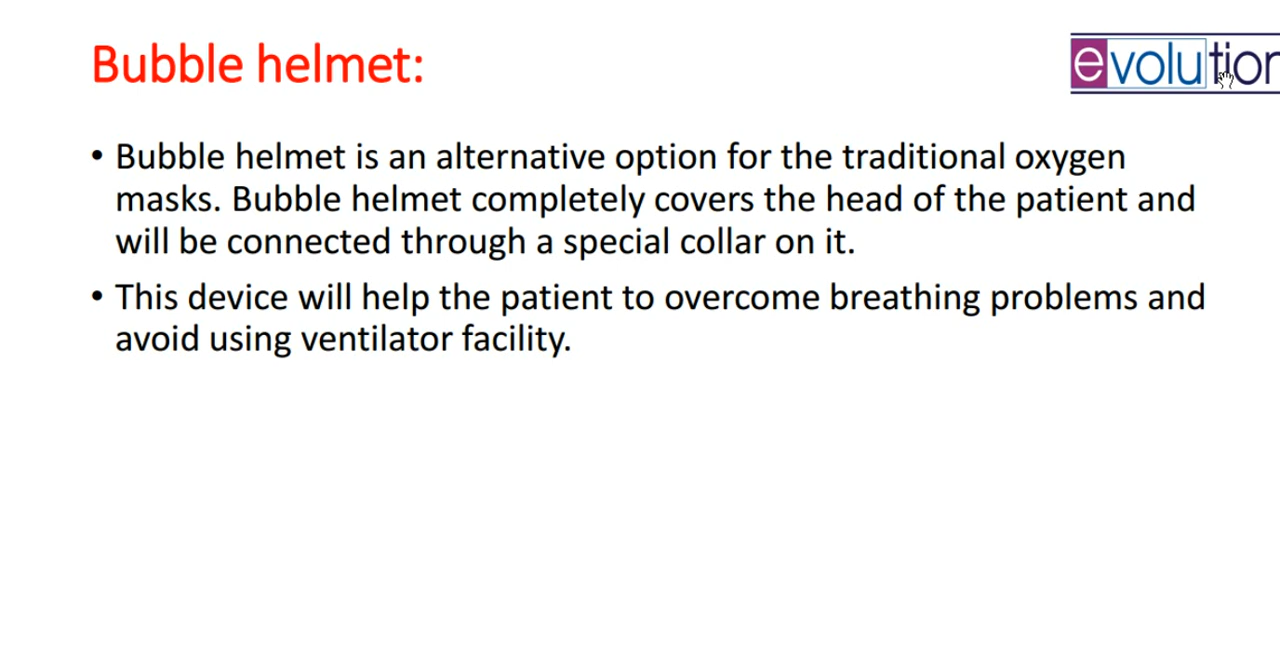 Bubble helmet:
evolution
• Bubble helmet is an alternative option for the traditional oxygen
masks. Bubble helmet completely covers the head of the patient and
will be connected through a special collar on it.
• This device will help the patient to overcome breathing problems and
avoid using ventilator facility.